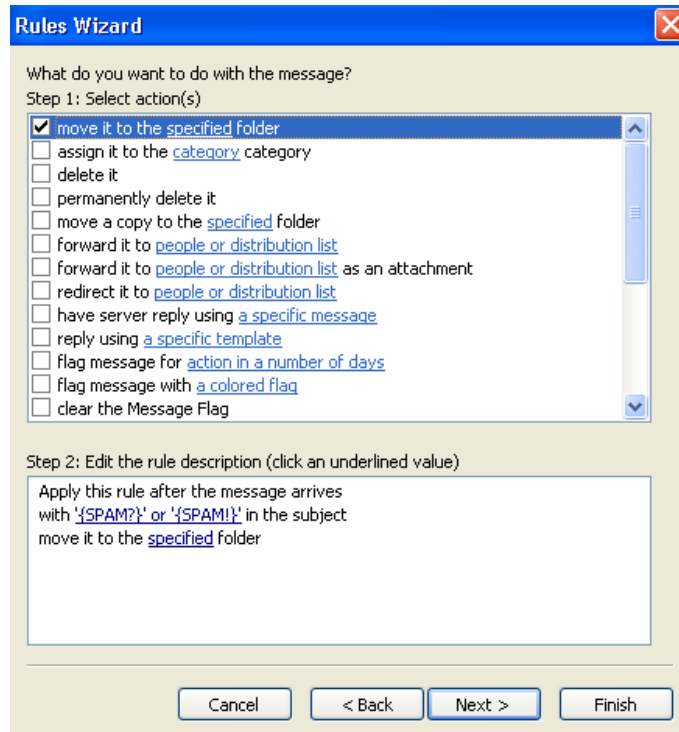 Rules Wizard
What do you want to do with the message?
Step 1: Select action(s)
move it to the specified folder
assign it to the category category
delete it
permanently delete it
move a copy to the specified folder
forward it to people or distribution list
forward it to people or distribution list as an attachment
redirect it to people or distribution list
have server reply using a specific message
reply using a specific template
flag message for action in a number of days
flag message with a colored flag
clear the Message Flag
Step 2: Edit the rule description (click an underlined value)
Apply this rule after the message arrives
with '{SPAM?}' or '{SPAM!}' in the subject
move it to the specified folder
Cancel < Back Next > Finish